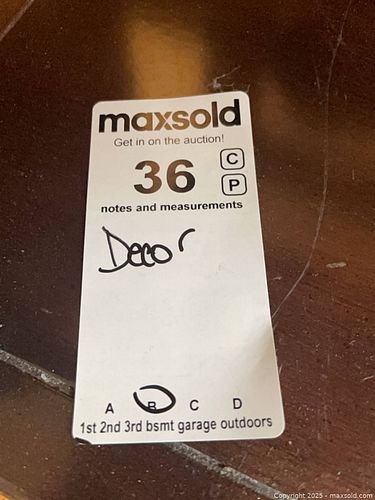 maxsold
Get in on the auction!
36 C
P
notes and measurements
Decor
A B C D
1st 2nd 3rd bsmt garage outdoors
Copyright 2025 - maxsold.com